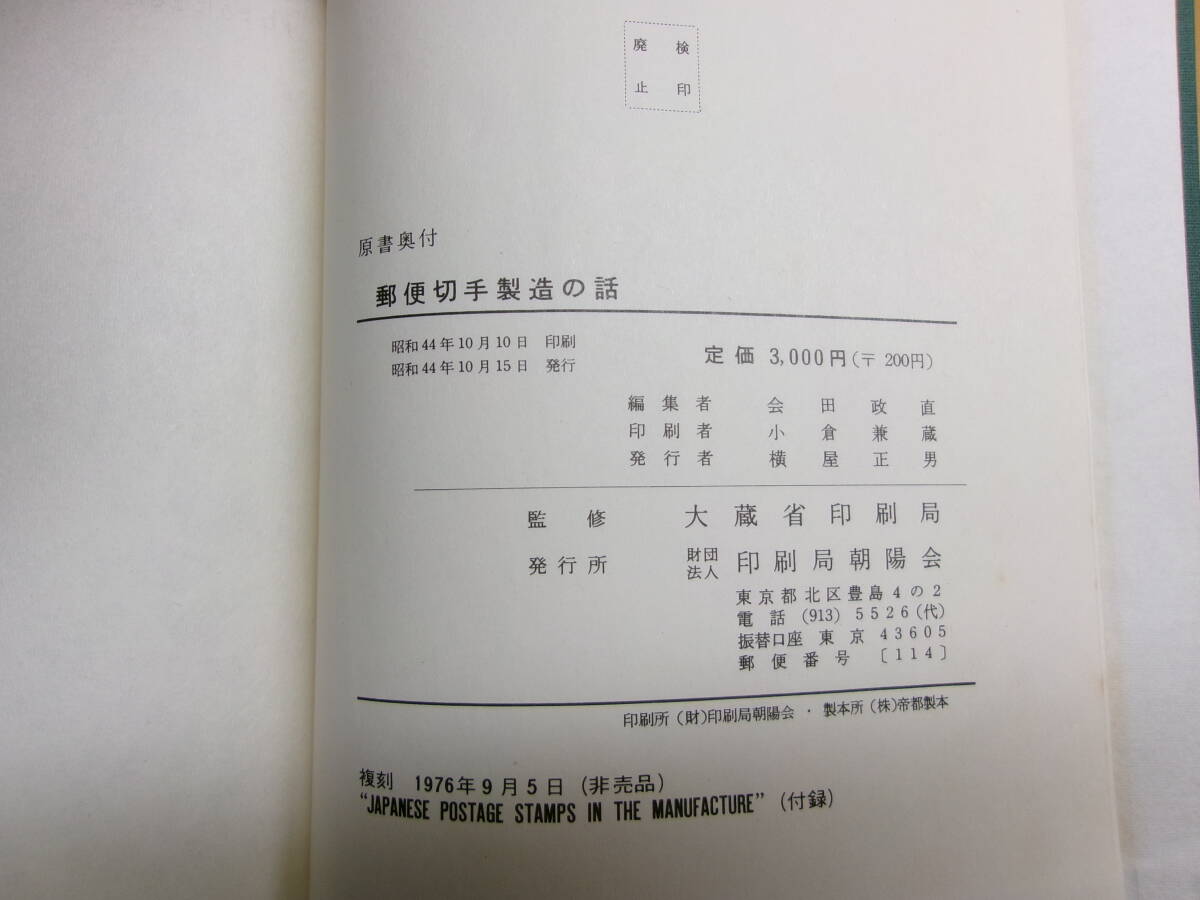 検印
廃止
原書奥付
郵便切手製造の話
昭和44年10月10日 印刷
昭和44年10月15日 発行
定価 3,000円(〒 200円)
編集者 会田政直
印刷者 小倉兼蔵
発行者 横屋正男
監修 大蔵省印刷局
発行所 財団法人 印刷局朝陽会
東京都北区豊島4の2
電話 (913) 5526(代)
振替口座 東京 43605
郵便番号 〔114〕
印刷所 (財)印刷局朝陽会 ・ 製本所 (株)帝都製本
複刻 1976年9月5日 (非売品)
“JAPANESE POSTAGE STAMPS IN THE MANUFACTURE” (付録)